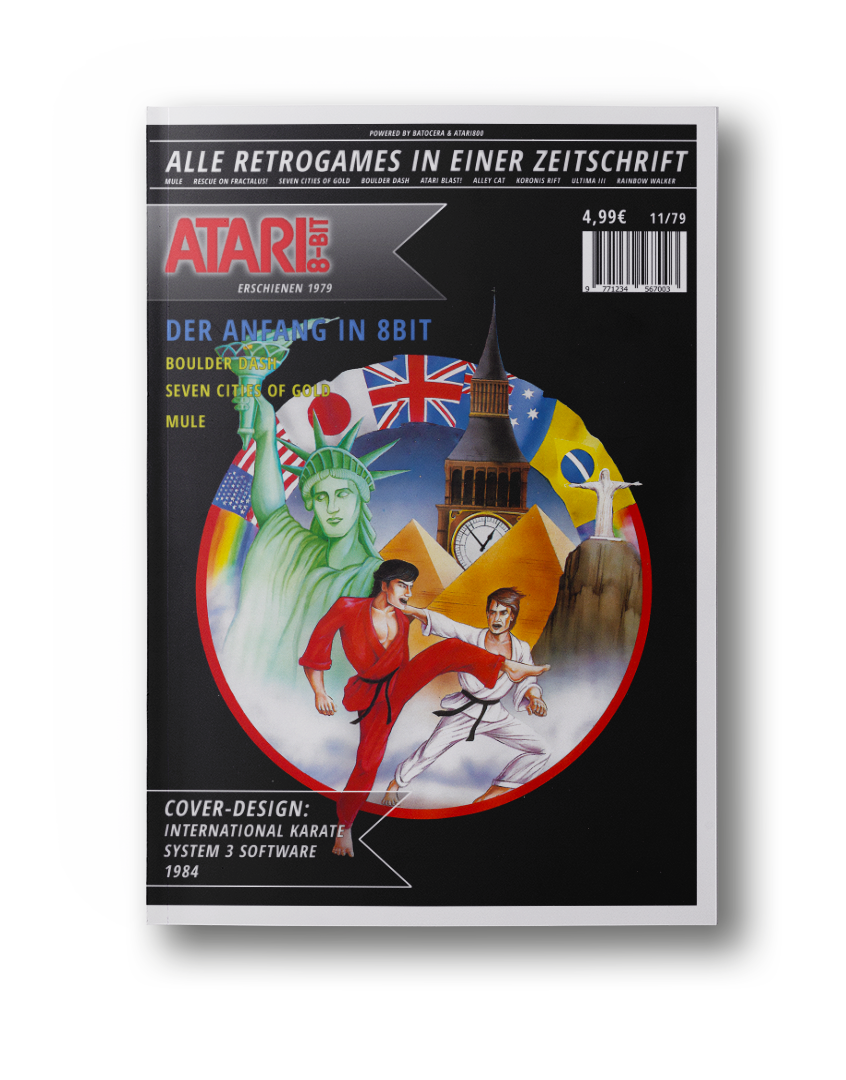 POWERED BY BATOCERA & ATARI800
ALLE RETROGAMES IN EINER ZEITSCHRIFT
MULE RESCUE ON FRACTALUS! SEVEN CITIES OF GOLD BOULDER DASH ATARI BLAST! ALLEY CAT KORONIS RIFT ULTIMA III RAINBOW WALKER
4,99€ 11/79
ATARI 8-BIT
ERSCHIENEN 1979
9 771234 567003
DER ANFANG IN 8BIT
BOULDER DASH
SEVEN CITIES OF GOLD
MULE
COVER-DESIGN:
INTERNATIONAL KARATE
SYSTEM 3 SOFTWARE
1984